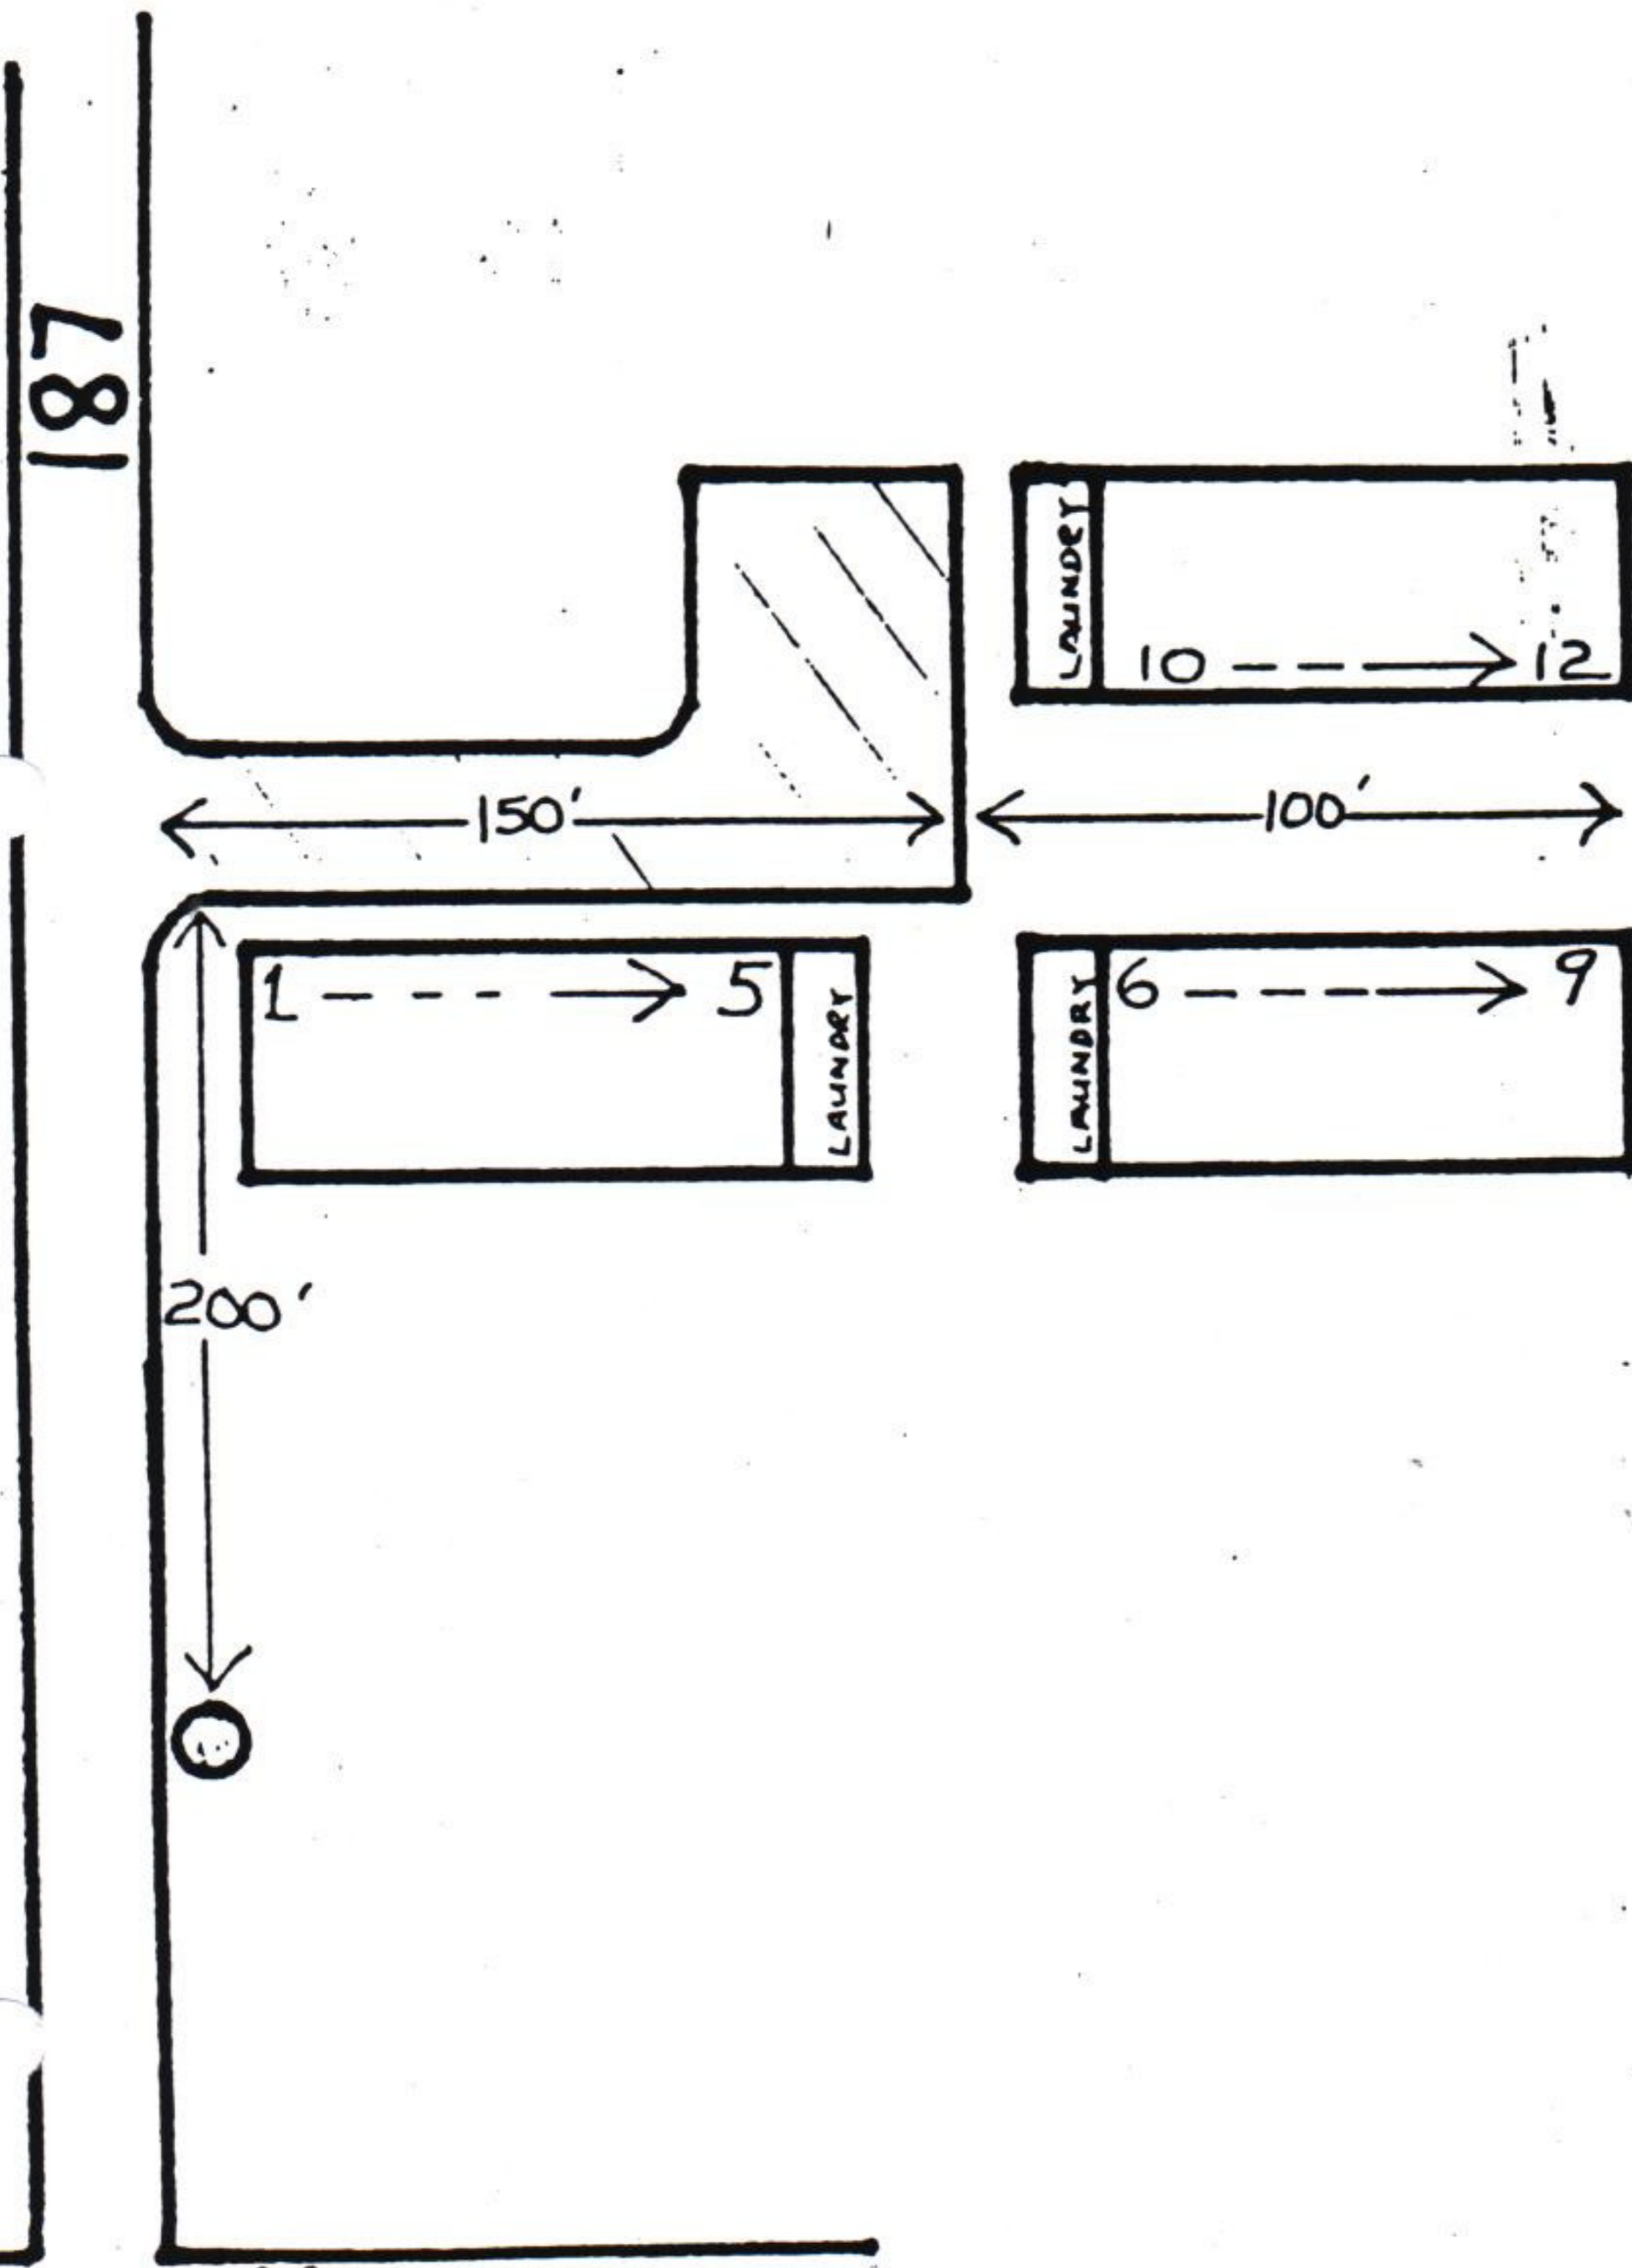 187
LAUNDRY
10 -----> 12
150'
100'
1 - - - -> 5
LAUNDRY
LAUNDRY
6 ----> 9
200'